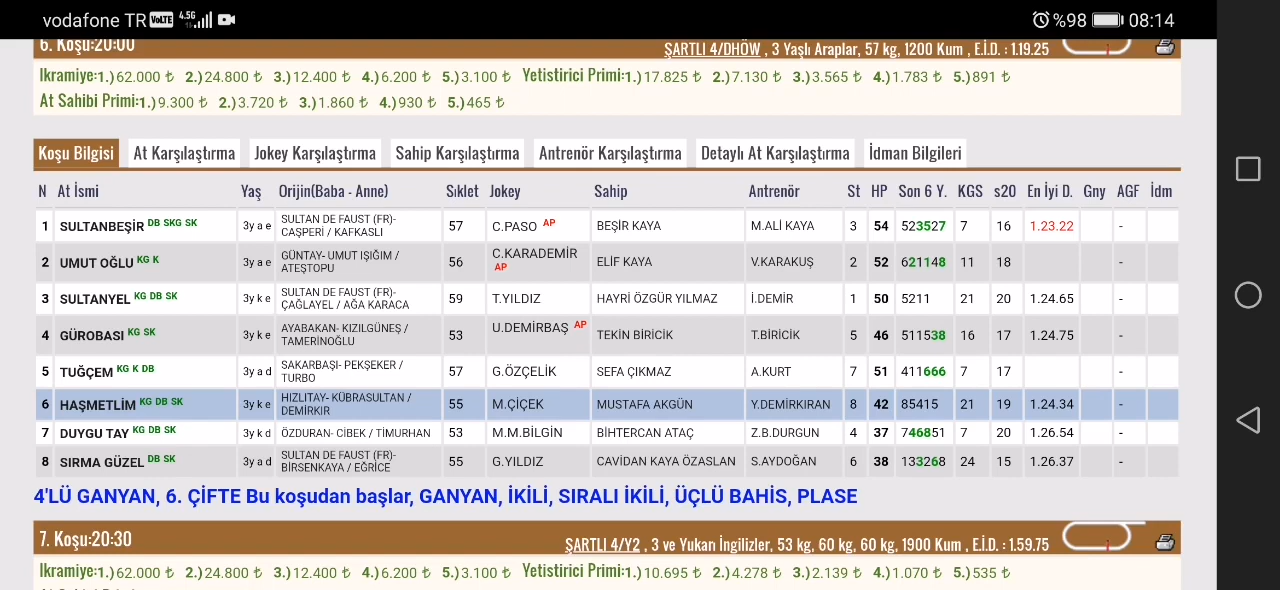 vodafone TR VoLTE 4.5G %98 08:14
6. Koşu:20:00 ŞARTLI 4/DHÖW , 3 Yaşlı Araplar, 57 kg, 1200 Kum , E.İ.D. : 1.19.25
Ikramiye:1.)62.000 ₺ 2.)24.800 ₺ 3.)12.400 ₺ 4.)6.200 ₺ 5.)3.100 ₺ Yetistirici Primi:1.)17.825 ₺ 2.)7.130 ₺ 3.)3.565 ₺ 4.)1.783 ₺ 5.)891 ₺
At Sahibi Primi:1.)9.300 ₺ 2.)3.720 ₺ 3.)1.860 ₺ 4.)930 ₺ 5.)465 ₺
Koşu Bilgisi At Karşılaştırma Jokey Karşılaştırma Sahip Karşılaştırma Antrenör Karşılaştırma Detaylı At Karşılaştırma İdman Bilgileri
N At İsmi Yaş Orijin(Baba - Anne) Sıklet Jokey Sahip Antrenör St HP Son 6 Y. KGS s20 En İyi D. Gny AGF İdm
1 SULTANBEŞİR DB SKG SK 3y a e SULTAN DE FAUST (FR)- CAŞPERİ / KAFKASLI 57 C.PASO AP BEŞİR KAYA M.ALİ KAYA 3 54 523527 7 16 1.23.22 -
2 UMUT OĞLU KG K 3y a e GÜNTAY- UMUT IŞIĞIM / ATEŞTOPU 56 C.KARADEMİR AP ELİF KAYA V.KARAKUŞ 2 52 621148 11 18 -
3 SULTANYEL KG DB SK 3y k e SULTAN DE FAUST (FR)- ÇAĞLAYEL / AĞA KARACA 59 T.YILDIZ HAYRİ ÖZGÜR YILMAZ İ.DEMİR 1 50 5211 21 20 1.24.65 -
4 GÜROBASI KG SK 3y k e AYABAKAN- KIZILGÜNEŞ / TAMERİNOĞLU 53 U.DEMİRBAŞ AP TEKİN BİRİCİK T.BİRİCİK 5 46 511538 16 17 1.24.75 -
5 TUĞÇEM KG K DB 3y a d SAKARBAŞI- PEKŞEKER / TURBO 57 G.ÖZÇELİK SEFA ÇIKMAZ A.KURT 7 51 411666 7 17 -
6 HAŞMETLİM KG DB SK 3y k e HIZLITAY- KÜBRASULTAN / DEMİRKIR 55 M.ÇİÇEK MUSTAFA AKGÜN Y.DEMİRKIRAN 8 42 85415 21 19 1.24.34 -
7 DUYGU TAY KG DB SK 3y k d ÖZDURAN- CİBEK / TİMURHAN 53 M.M.BİLGİN BİHTERCAN ATAÇ Z.B.DURGUN 4 37 746851 7 20 1.26.54 -
8 SIRMA GÜZEL DB SK 3y a d SULTAN DE FAUST (FR)- BİRSENKAYA / EĞRİCE 55 G.YILDIZ CAVİDAN KAYA ÖZASLAN S.AYDOĞAN 6 38 133268 24 15 1.26.37 -
4'LÜ GANYAN, 6. ÇİFTE Bu koşudan başlar, GANYAN, İKİLİ, SIRALI İKİLİ, ÜÇLÜ BAHİS, PLASE
7. Koşu:20:30 ŞARTLI 4/Y2 , 3 ve Yukarı İngilizler, 53 kg, 60 kg, 60 kg, 1900 Kum , E.İ.D. : 1.59.75
Ikramiye:1.)62.000 ₺ 2.)24.800 ₺ 3.)12.400 ₺ 4.)6.200 ₺ 5.)3.100 ₺ Yetistirici Primi:1.)10.695 ₺ 2.)4.278 ₺ 3.)2.139 ₺ 4.)1.070 ₺ 5.)535 ₺